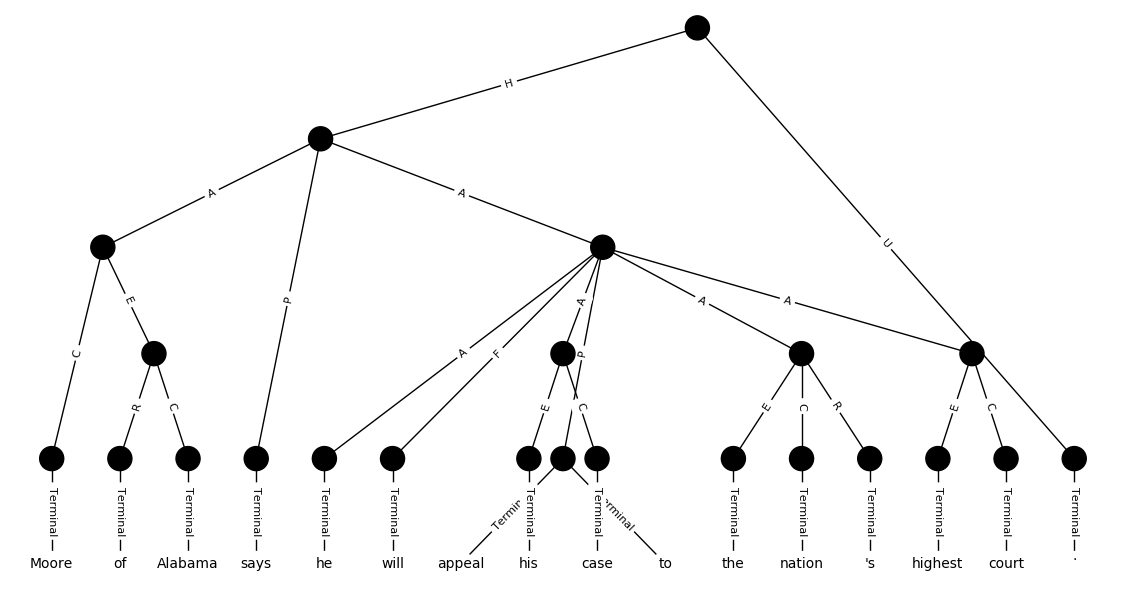 H
A A
U
C E P A F A P A A
R C E C E C R E C
Terminal Terminal Terminal Terminal Terminal Terminal Terminal Terminal Terminal Terminal Terminal Terminal Terminal Terminal Terminal
Moore of Alabama says he will appeal his case to the nation 's highest court .